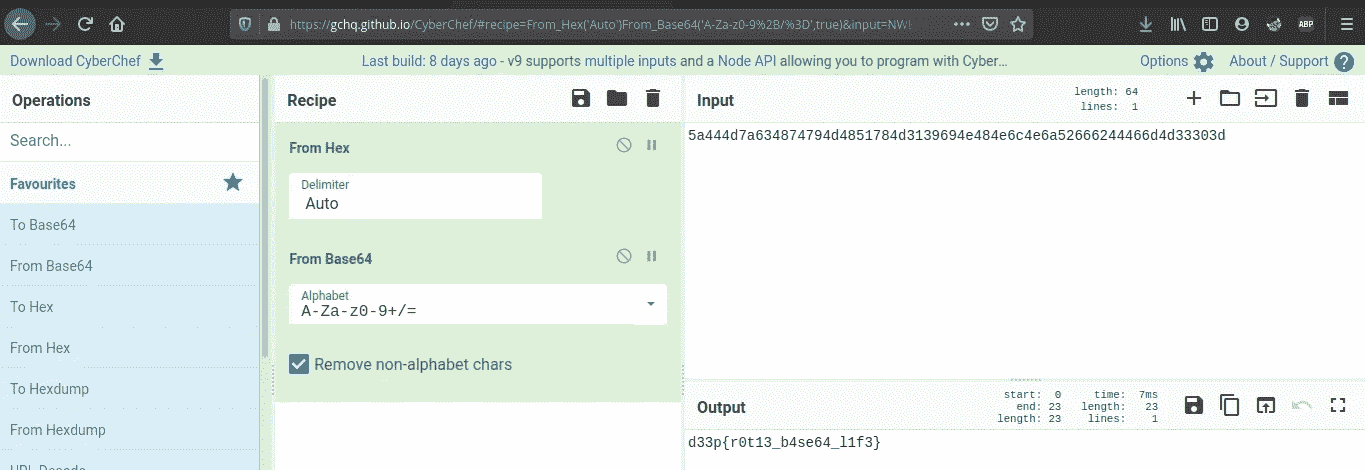 https://gchq.github.io/CyberChef/#recipe=From_Hex('Auto')From_Base64('A-Za-z0-9%2B/%3D',true)&input=NW
ABP
Download CyberChef
Last build: 8 days ago - v9 supports multiple inputs and a Node API allowing you to program with Cyber…
Options
About / Support ?
Operations
Recipe
Input
length: 64
lines: 1
Search...
5a444d7a634874794d4851784d3139694e484e6c4e6a52666244466d4d33303d
From Hex
Favourites
Delimiter
Auto
To Base64
From Base64
From Base64
To Hex
Alphabet
A-Za-z0-9+/=
From Hex
Remove non-alphabet chars
To Hexdump
Output
start: 0 time: 7ms
end: 23 length: 23
length: 23 lines: 1
From Hexdump
d33p{r0t13_b4se64_l1f3}
URL Decode